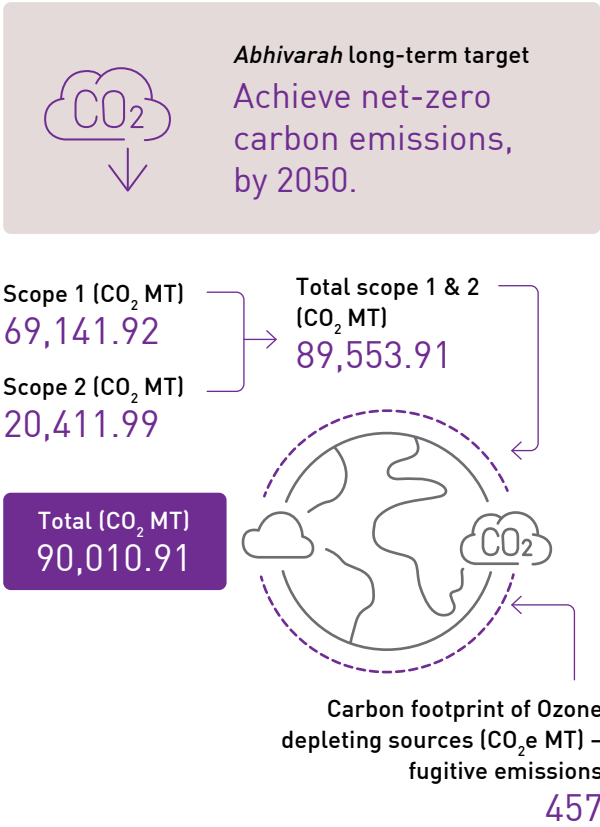 CO2
Abhivarah long-term target
Achieve net-zero
carbon emissions,
by 2050.
Scope 1 (CO2 MT)
69,141.92
Scope 2 (CO2 MT)
20,411.99
Total scope 1 & 2
(CO2 MT)
89,553.91
Total (CO2 MT)
90,010.91
CO2
Carbon footprint of Ozone
depleting sources (CO2e MT) –
fugitive emissions
457